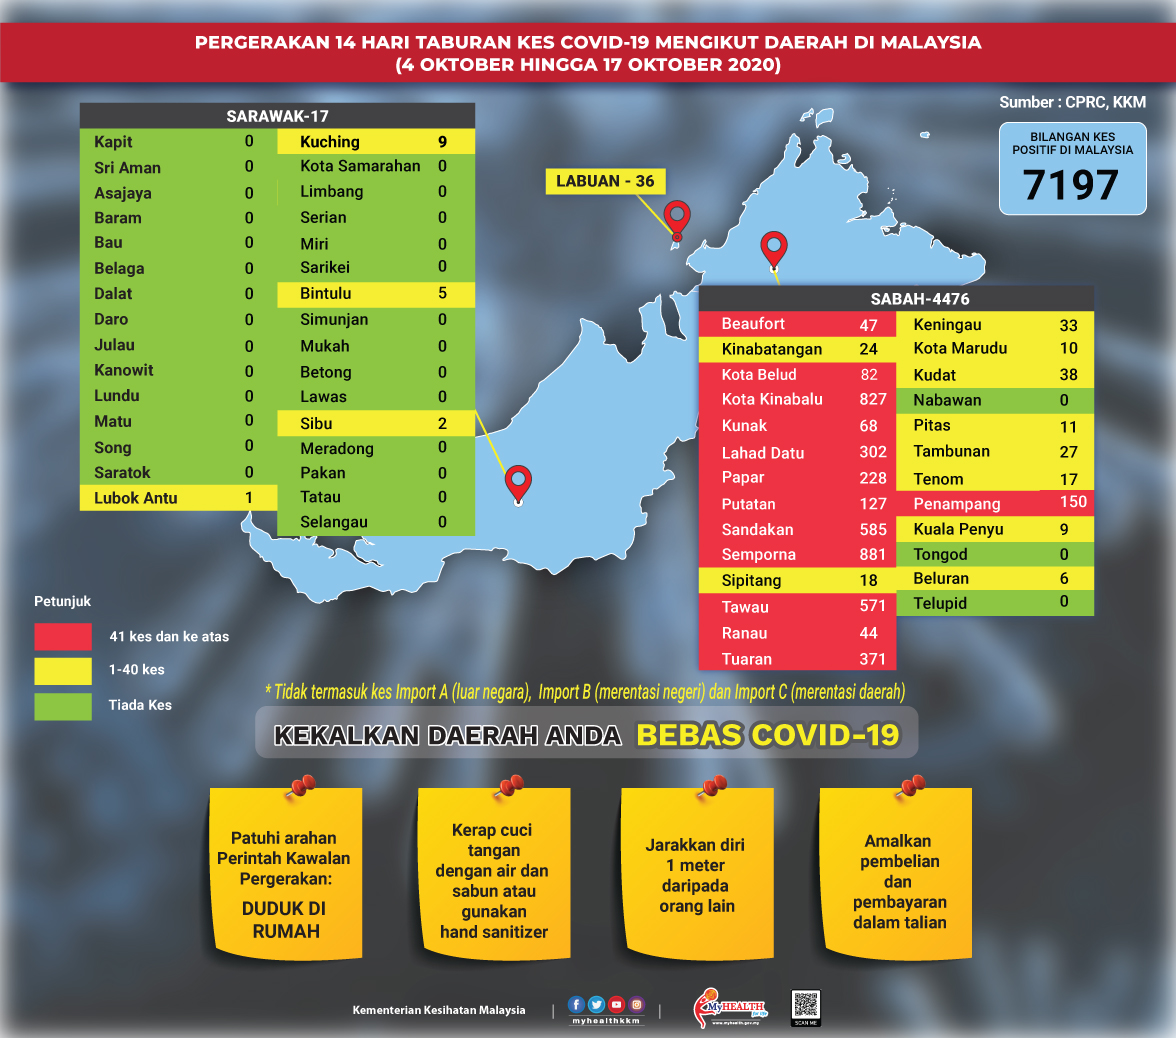 PERGERAKAN 14 HARI TABURAN KES COVID-19 MENGIKUT DAERAH DI MALAYSIA
(4 OKTOBER HINGGA 17 OKTOBER 2020)
Sumber : CPRC, KKM
BILANGAN KES
POSITIF DI MALAYSIA
7197
SARAWAK-17
Kapit 0
Sri Aman 0
Asajaya 0
Baram 0
Bau 0
Belaga 0
Dalat 0
Daro 0
Julau 0
Kanowit 0
Lundu 0
Matu 0
Song 0
Saratok 0
Lubok Antu 1
Kuching 9
Kota Samarahan 0
Limbang 0
Serian 0
Miri 0
Sarikei 0
Bintulu 5
Simunjan 0
Mukah 0
Betong 0
Lawas 0
Sibu 2
Meradong 0
Pakan 0
Tatau 0
Selangau 0
LABUAN - 36
SABAH-4476
Beaufort 47
Kinabatangan 24
Kota Belud 82
Kota Kinabalu 827
Kunak 68
Lahad Datu 302
Papar 228
Putatan 127
Sandakan 585
Semporna 881
Sipitang 18
Tawau 571
Ranau 44
Tuaran 371
Keningau 33
Kota Marudu 10
Kudat 38
Nabawan 0
Pitas 11
Tambunan 27
Tenom 17
Penampang 150
Kuala Penyu 9
Tongod 0
Beluran 6
Telupid 0
Petunjuk
41 kes dan ke atas
1-40 kes
Tiada Kes
* Tidak termasuk kes Import A (luar negara), Import B (merentasi negeri) dan Import C (merentasi daerah)
KEKALKAN DAERAH ANDA BEBAS COVID-19
Patuhi arahan
Perintah Kawalan
Pergerakan:
DUDUK DI
RUMAH
Kerap cuci
tangan
dengan air dan
sabun atau
gunakan
hand sanitizer
Jarakkan diri
1 meter
daripada
orang lain
Amalkan
pembelian
dan
pembayaran
dalam talian
Kementerian Kesihatan Malaysia
myhealthkkm
MyHEALTH
for life
www.myhealth.gov.my
SCAN ME